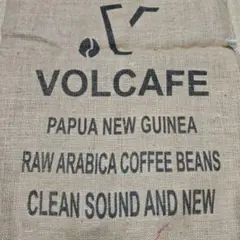 VOLCAFE
PAPUA NEW GUINEA
RAW ARABICA COFFEE BEANS
CLEAN SOUND AND NEW